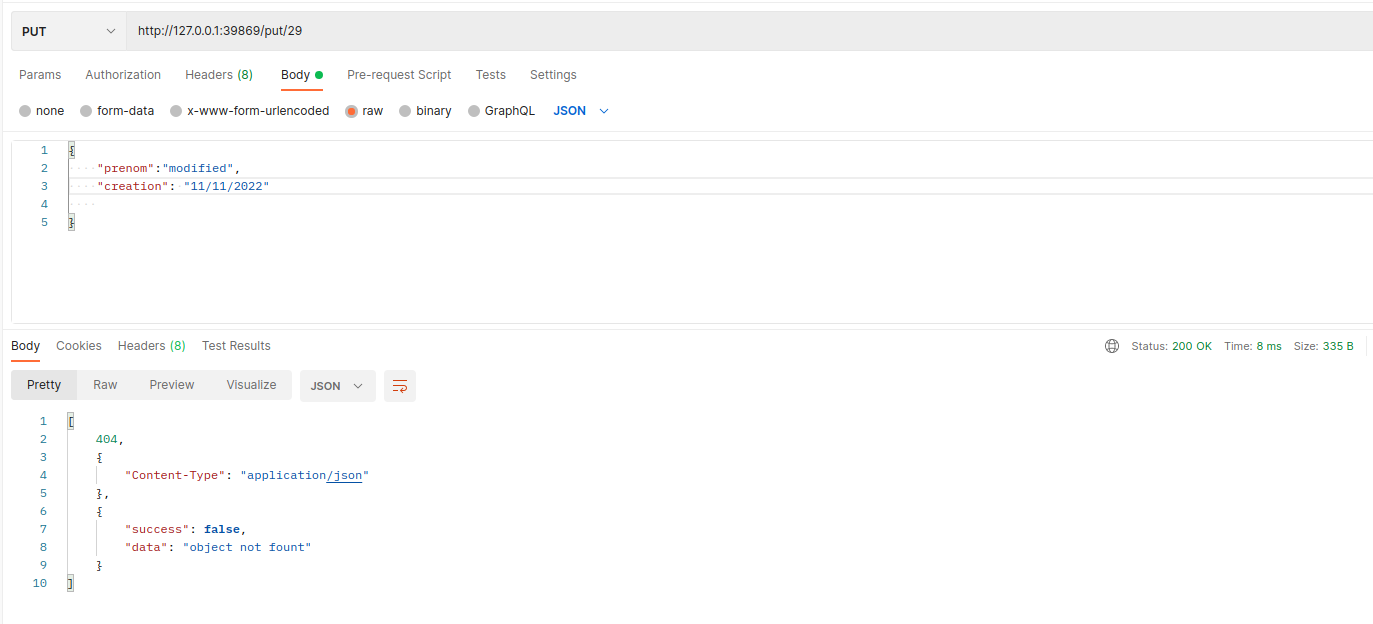 PUT http://127.0.0.1:39869/put/29
Params Authorization Headers (8) Body Pre-request Script Tests Settings
none form-data x-www-form-urlencoded raw binary GraphQL JSON
1 {
2 ····"prenom":"modified",
3 ····"creation":·"11/11/2022"
4 ····
5 }
Body Cookies Headers (8) Test Results Status: 200 OK Time: 8 ms Size: 335 B
Pretty Raw Preview Visualize JSON
1 [
2 404,
3 {
4 "Content-Type": "application/json"
5 },
6 {
7 "success": false,
8 "data": "object not fount"
9 }
10 ]